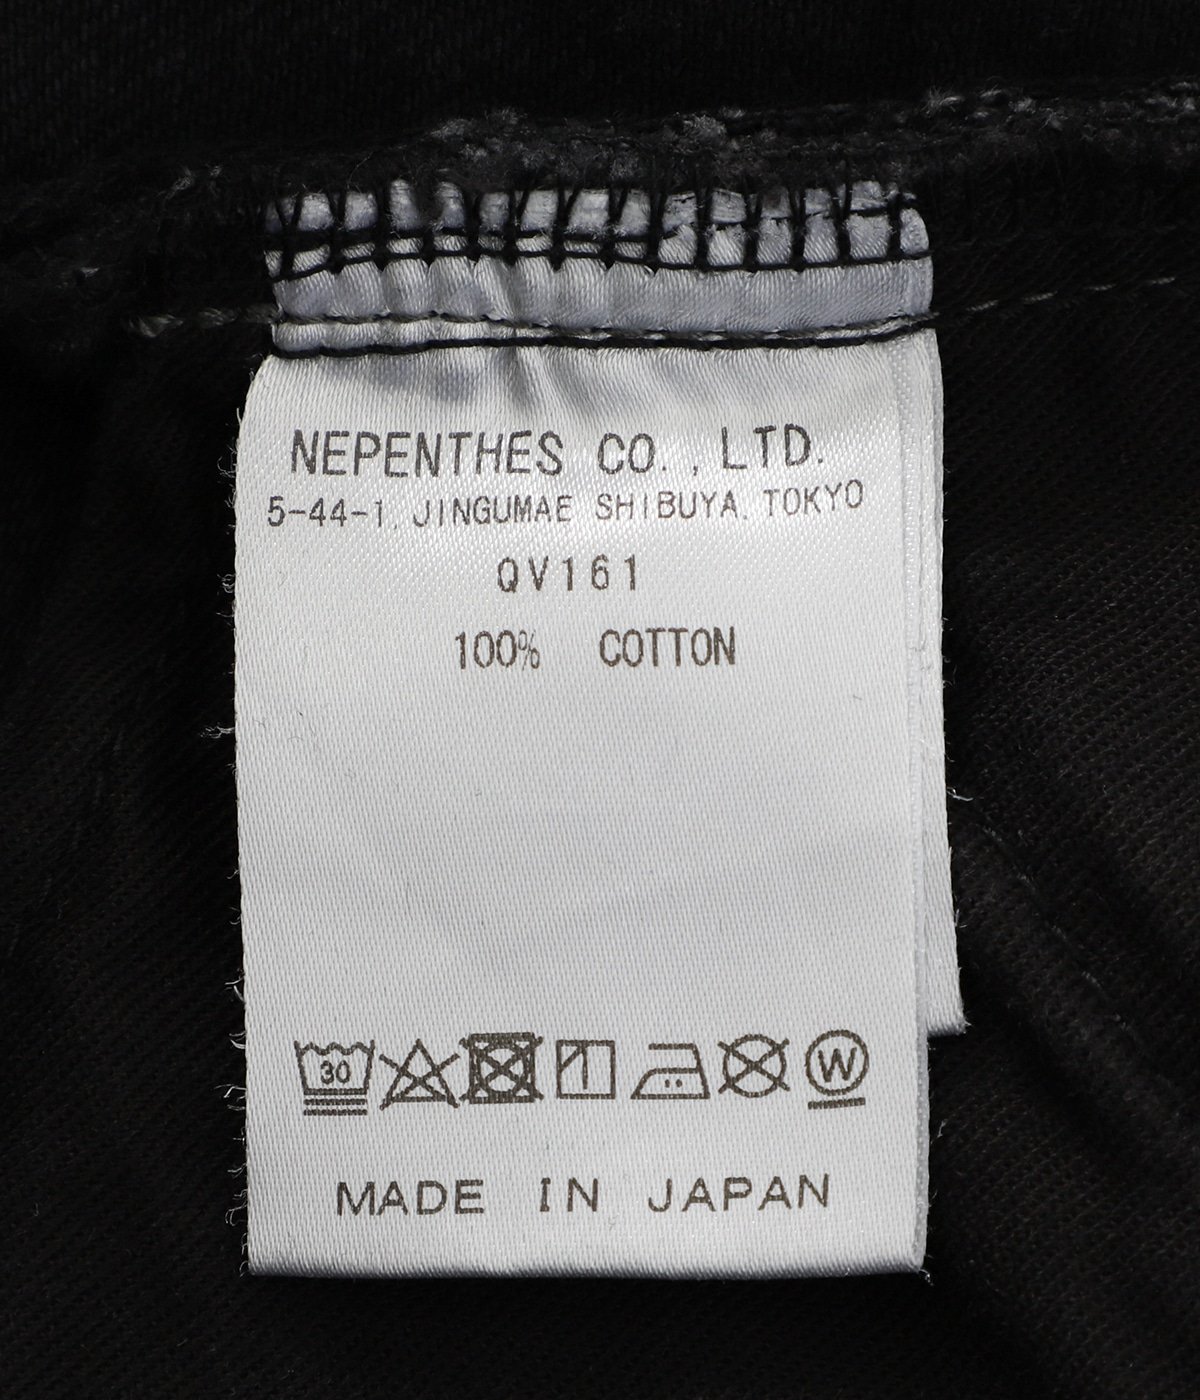 NEPENTHES CO.,LTD.
5-44-1, JINGUMAE SHIBUYA, TOKYO
QV161
100% COTTON
30 W
MADE IN JAPAN